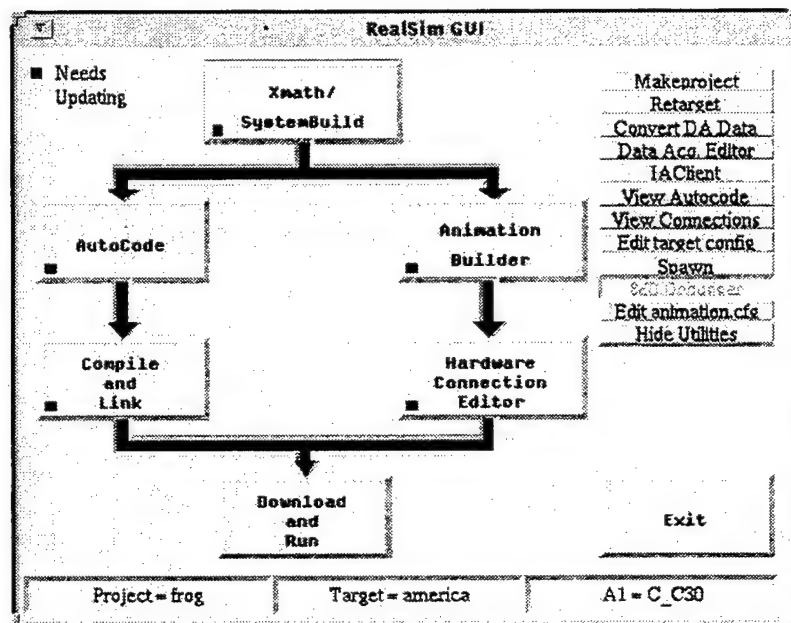 RealSim GUI
Needs
Updating
Xmath/
SystemBuild
AutoCode
Animation
Builder
Compile
and
Link
Hardware
Connection
Editor
Download
and
Run
Makeproject
Retarget
Convert DA Data
Data Acq. Editor
IAClient
View Autocode
View Connections
Edit target config
Spawn
Edit animation.cfg
Hide Utilities
Exit
Project = frog
Target = america
A1 = C_C30